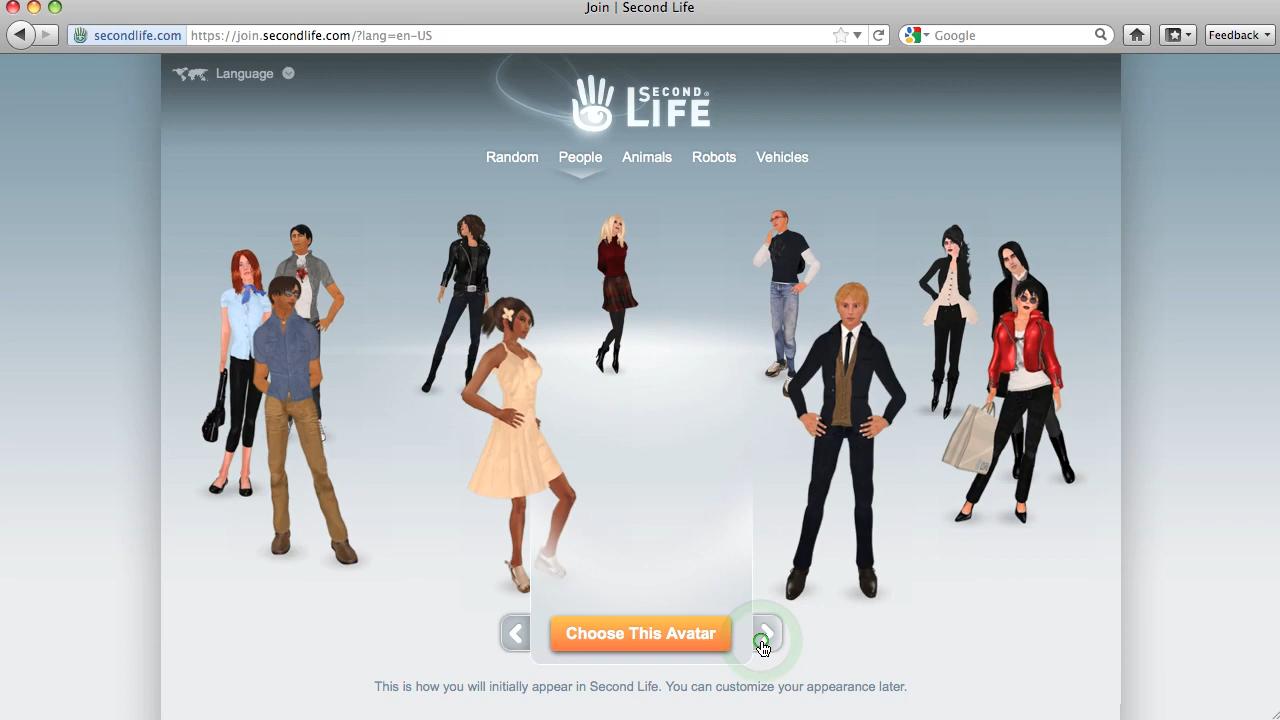 Join | Second Life
secondlife.com https://join.secondlife.com/?lang=en-US Google Feedback
Language
SECOND
LIFE
Random People Animals Robots Vehicles
Choose This Avatar
This is how you will initially appear in Second Life. You can customize your appearance later.